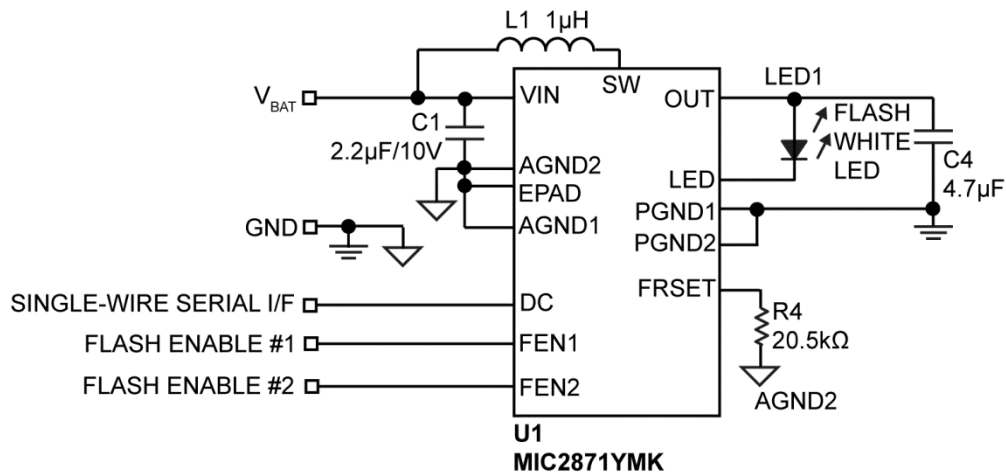 L1 1µH
SW
LED1
V_BAT
VIN
OUT
C1
2.2µF/10V
FLASH
WHITE
LED
C4
4.7µF
AGND2
EPAD
AGND1
LED
PGND1
PGND2
GND
FRSET
R4
20.5kΩ
AGND2
SINGLE-WIRE SERIAL I/F
DC
FLASH ENABLE #1
FEN1
FLASH ENABLE #2
FEN2
U1
MIC2871YMK